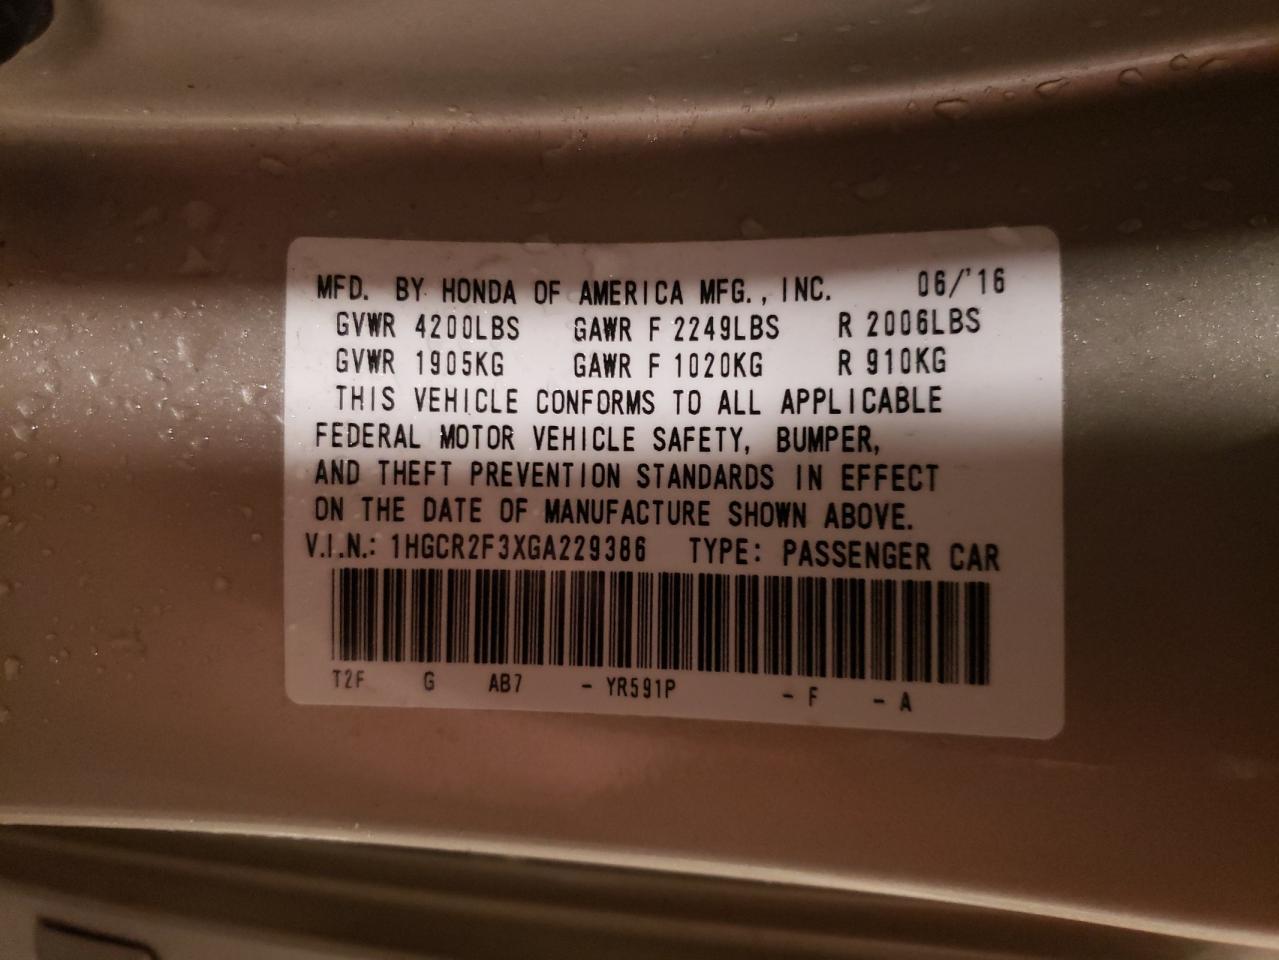 MFD. BY HONDA OF AMERICA MFG., INC. 06/'16
GVWR 4200LBS GAWR F 2249LBS R 2006LBS
GVWR 1905KG GAWR F 1020KG R 910KG
THIS VEHICLE CONFORMS TO ALL APPLICABLE
FEDERAL MOTOR VEHICLE SAFETY, BUMPER,
AND THEFT PREVENTION STANDARDS IN EFFECT
ON THE DATE OF MANUFACTURE SHOWN ABOVE.
V.I.N.: 1HGCR2F3XGA229386 TYPE: PASSENGER CAR
T2F G AB7 - YR591P - F - A